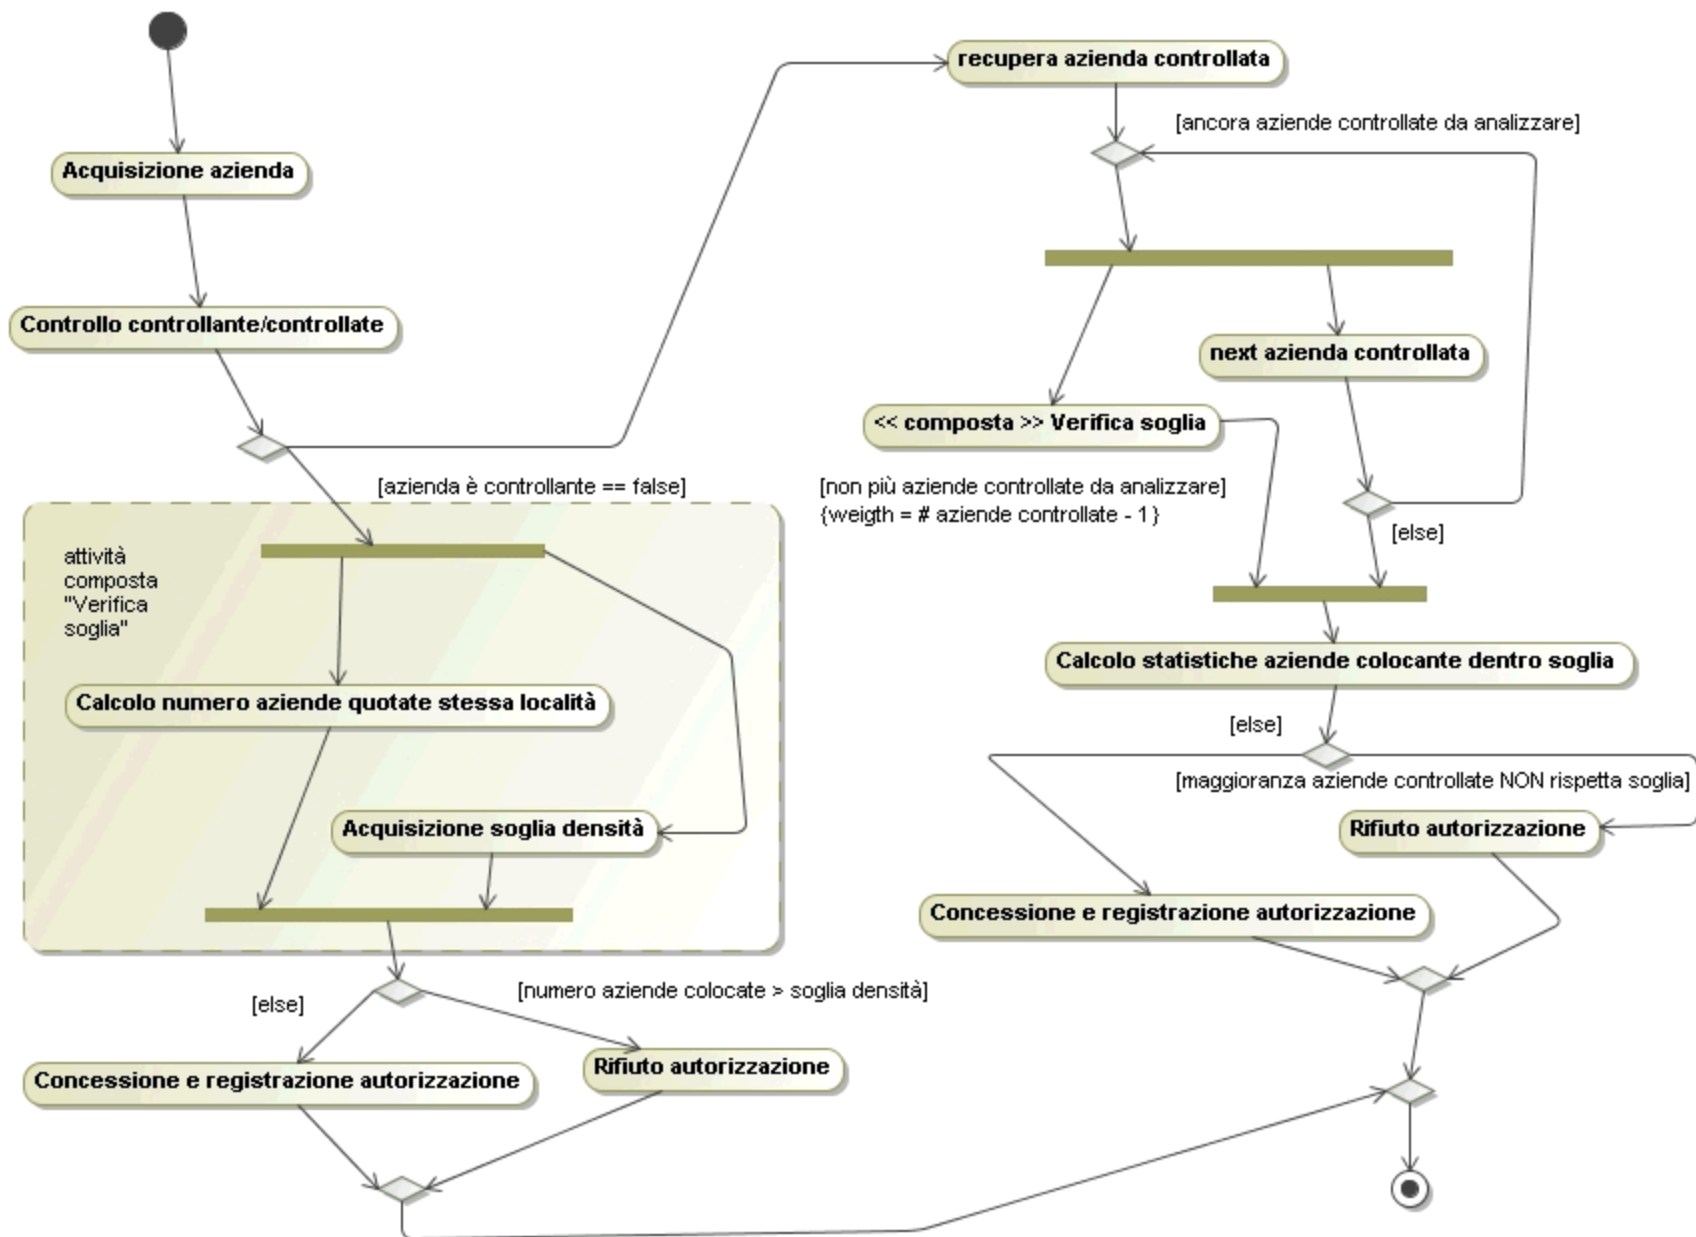 recupera azienda controllata
[ancora aziende controllate da analizzare]
Acquisizione azienda
Controllo controllante/controllate
next azienda controllata
<< composta >> Verifica soglia
[azienda è controllante == false]
[non più aziende controllate da analizzare]
{weigth = # aziende controllate - 1}
[else]
attività
composta
"Verifica
soglia"
Calcolo statistiche aziende colocante dentro soglia
Calcolo numero aziende quotate stessa località
[else]
[maggioranza aziende controllate NON rispetta soglia]
Acquisizione soglia densità
Rifiuto autorizzazione
Concessione e registrazione autorizzazione
[numero aziende colocate > soglia densità]
[else]
Rifiuto autorizzazione
Concessione e registrazione autorizzazione